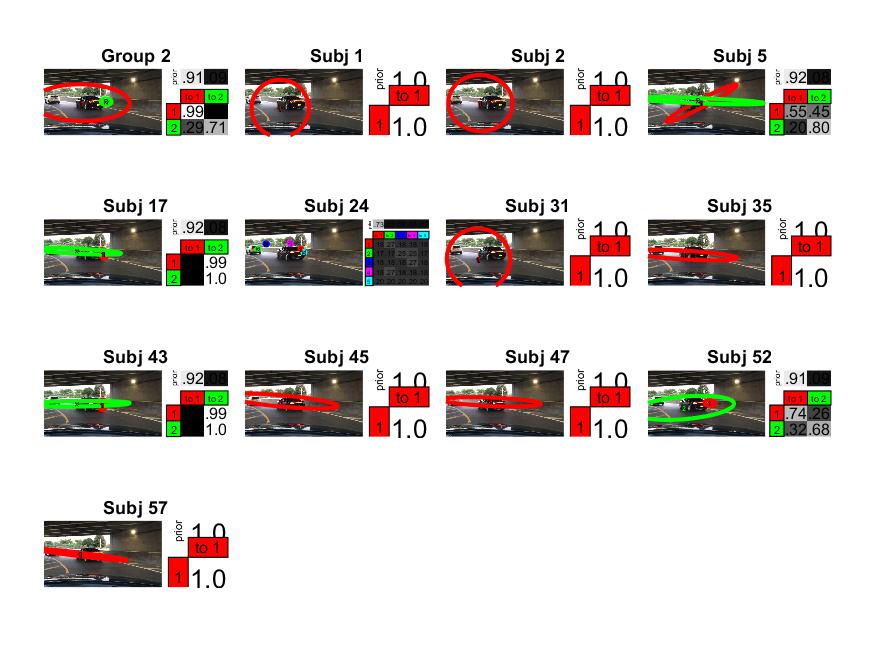 Group 2
prior .91 .09
to 1 to 2
1 .99
2 .29 .71
Subj 1
prior 1.0
to 1
1 1.0
Subj 2
prior 1.0
to 1
1 1.0
Subj 5
prior .92 .08
to 1 to 2
1 .55 .45
2 .20 .80
Subj 17
prior .92 .08
to 1 to 2
1 .99
2 1.0
Subj 24
Subj 31
prior 1.0
to 1
1 1.0
Subj 35
prior 1.0
to 1
1 1.0
Subj 43
prior .92 .08
to 1 to 2
1 .99
2 1.0
Subj 45
prior 1.0
to 1
1 1.0
Subj 47
prior 1.0
to 1
1 1.0
Subj 52
prior .91 .09
to 1 to 2
1 .74 .26
2 .32 .68
Subj 57
prior 1.0
to 1
1 1.0